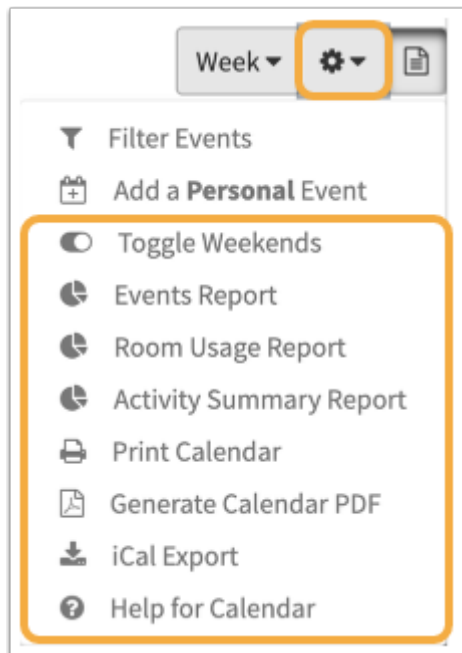 Week
Filter Events
Add a Personal Event
Toggle Weekends
Events Report
Room Usage Report
Activity Summary Report
Print Calendar
Generate Calendar PDF
iCal Export
Help for Calendar